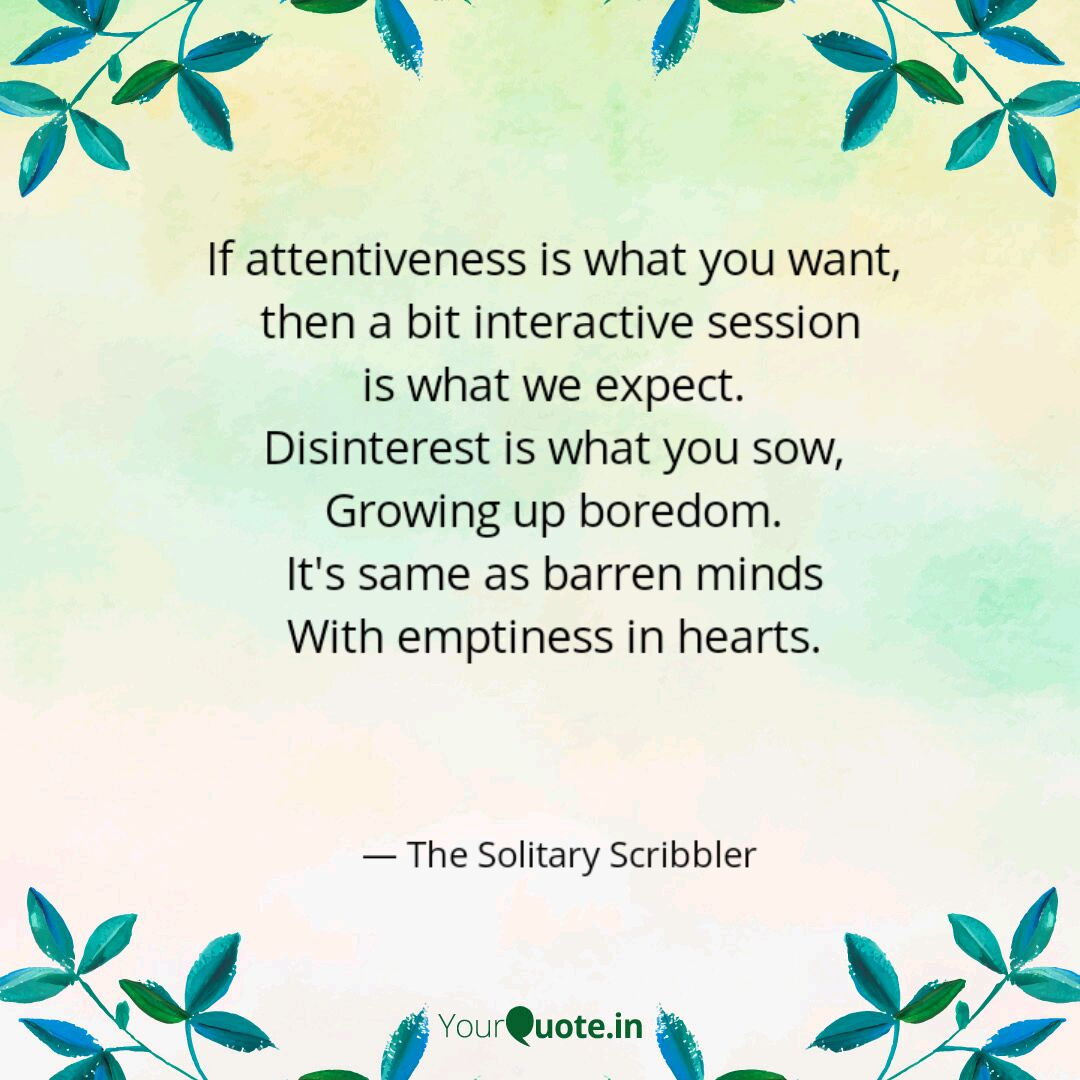 If attentiveness is what you want,
then a bit interactive session
is what we expect.
Disinterest is what you sow,
Growing up boredom.
It's same as barren minds
With emptiness in hearts.
— The Solitary Scribbler
YourQuote.in